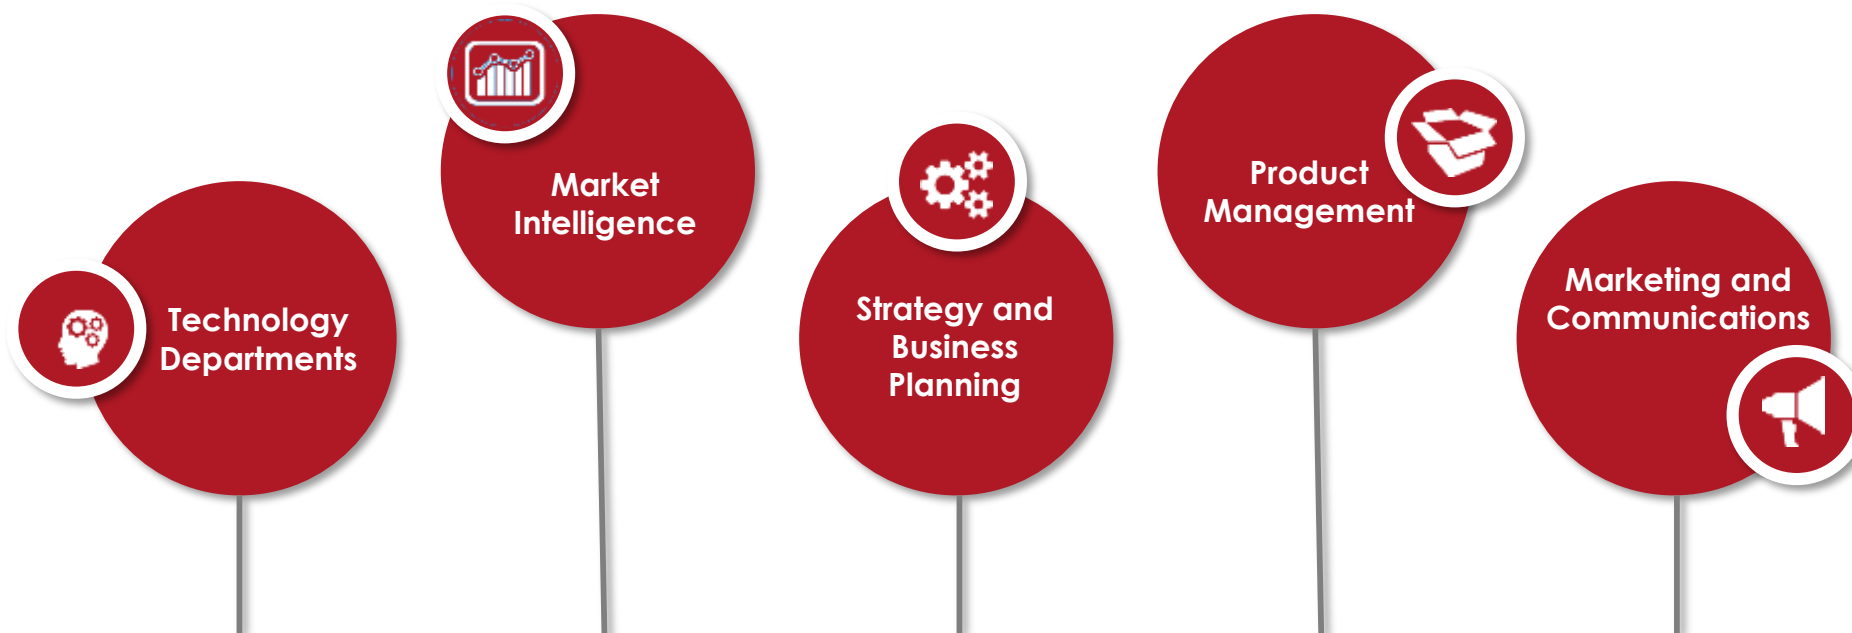 Technology
Departments
Market
Intelligence
Strategy and
Business
Planning
Product
Management
Marketing and
Communications